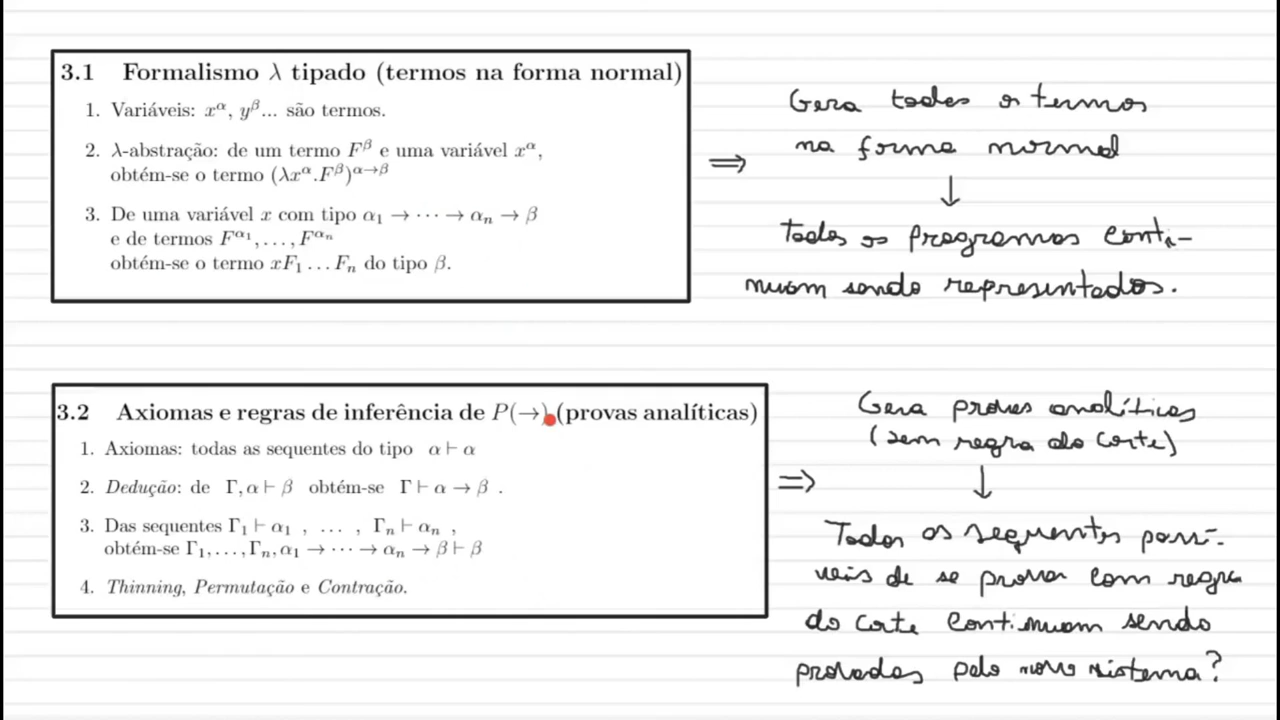 3.1 Formalismo λ tipado (termos na forma normal)
1. Variáveis: x^α, y^β... são termos.
2. λ-abstração: de um termo F^β e uma variável x^α,
obtém-se o termo (λx^α.F^β)^α→β
3. De uma variável x com tipo α₁ → ⋯ → αₙ → β
e de termos F^α₁, . . . , F^αₙ
obtém-se o termo xF₁ . . . Fₙ do tipo β.
Gera todos os termos
na forma normal
⇒
↓
todos os programas conti-
nuam sendo representados.
3.2 Axiomas e regras de inferência de P(→) (provas analíticas)
1. Axiomas: todas as sequentes do tipo α ⊢ α
2. Dedução: de Γ, α ⊢ β obtém-se Γ ⊢ α → β .
3. Das sequentes Γ₁ ⊢ α₁ , . . . , Γₙ ⊢ αₙ ,
obtém-se Γ₁, . . . , Γₙ, α₁ → ⋯ → αₙ → β ⊢ β
4. Thinning, Permutação e Contração.
Gera provas analíticas
(sem regra do corte)
⇒
↓
Todos os sequentes possí-
veis de se provar com regra
do corte continuam sendo
provados pelo novo sistema?